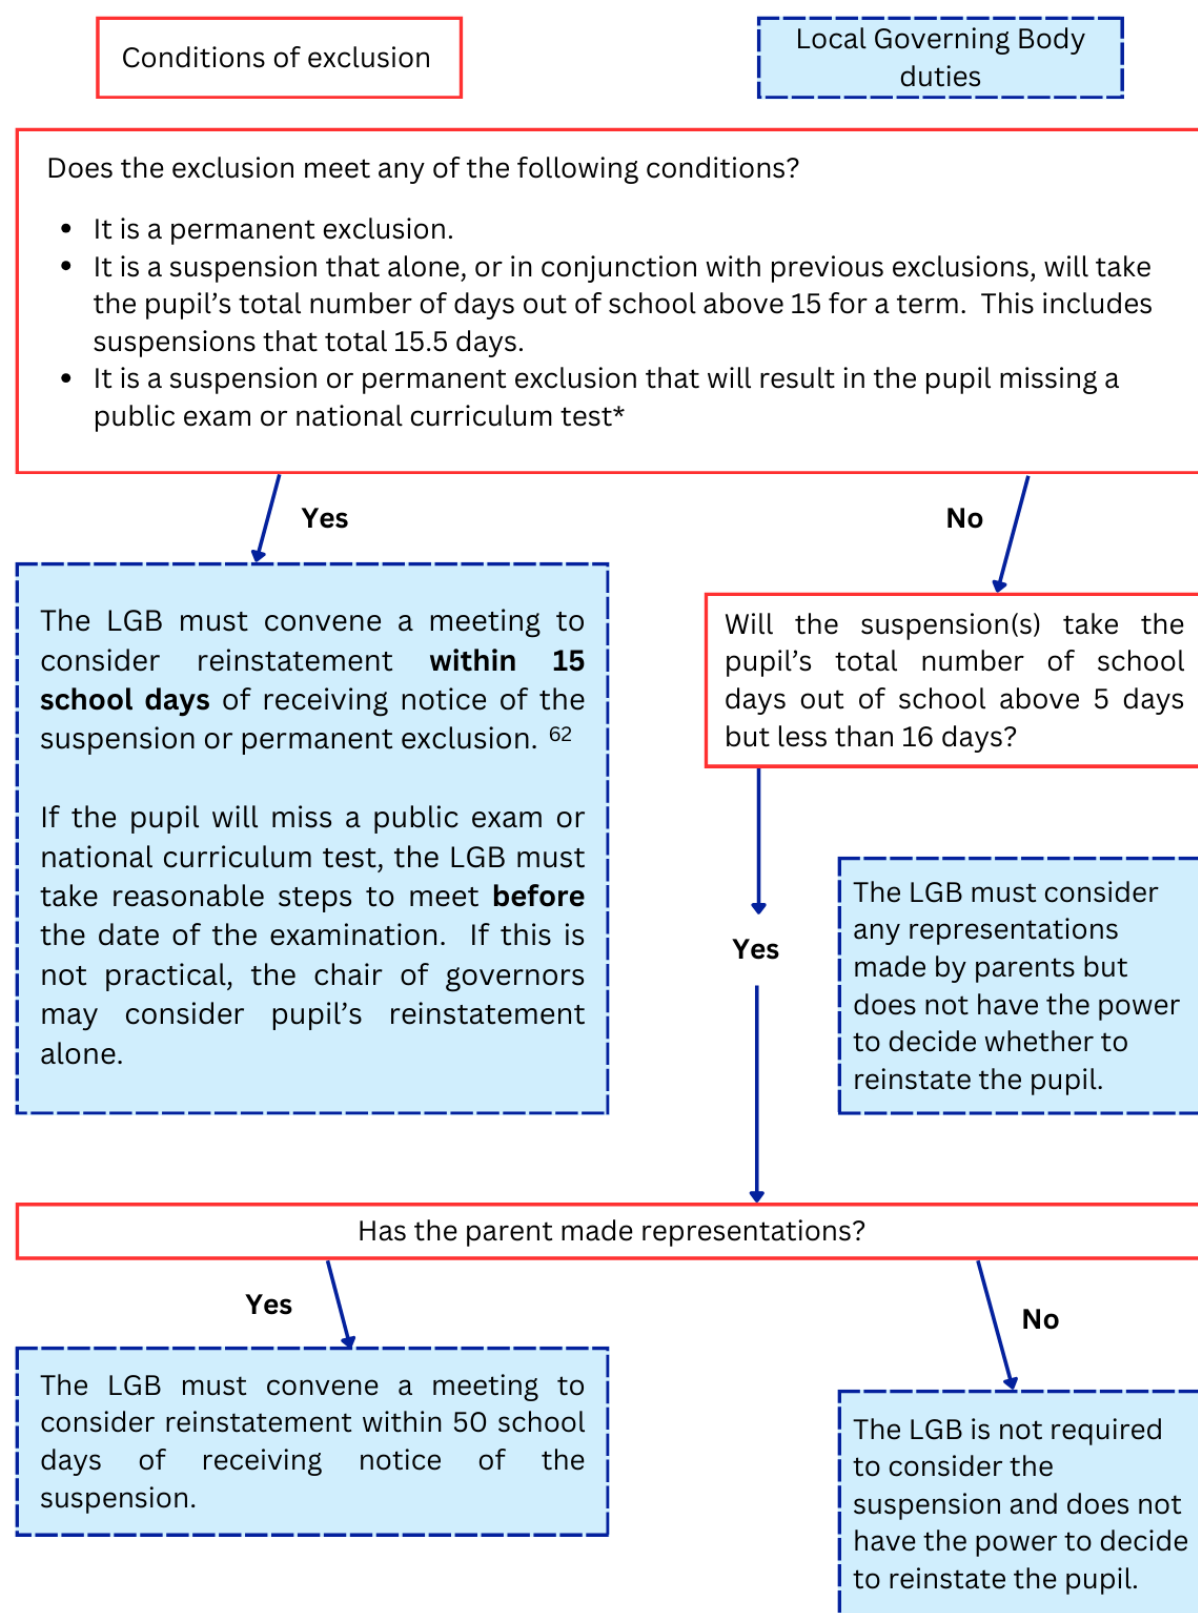 Conditions of exclusion
Local Governing Body
duties
Does the exclusion meet any of the following conditions?
• It is a permanent exclusion.
• It is a suspension that alone, or in conjunction with previous exclusions, will take
the pupil’s total number of days out of school above 15 for a term.  This includes
suspensions that total 15.5 days.
• It is a suspension or permanent exclusion that will result in the pupil missing a
public exam or national curriculum test*
Yes
No
The LGB must convene a meeting to
consider reinstatement within 15
school days of receiving notice of the
suspension or permanent exclusion. 62
If the pupil will miss a public exam or
national curriculum test, the LGB must
take reasonable steps to meet before
the date of the examination.  If this is
not practical, the chair of governors
may consider pupil’s reinstatement
alone.
Will the suspension(s) take the
pupil’s total number of school
days out of school above 5 days
but less than 16 days?
Yes
The LGB must consider
any representations
made by parents but
does not have the power
to decide whether to
reinstate the pupil.
Has the parent made representations?
Yes
No
The LGB must convene a meeting to
consider reinstatement within 50 school
days of receiving notice of the
suspension.
The LGB is not required
to consider the
suspension and does not
have the power to decide
to reinstate the pupil.